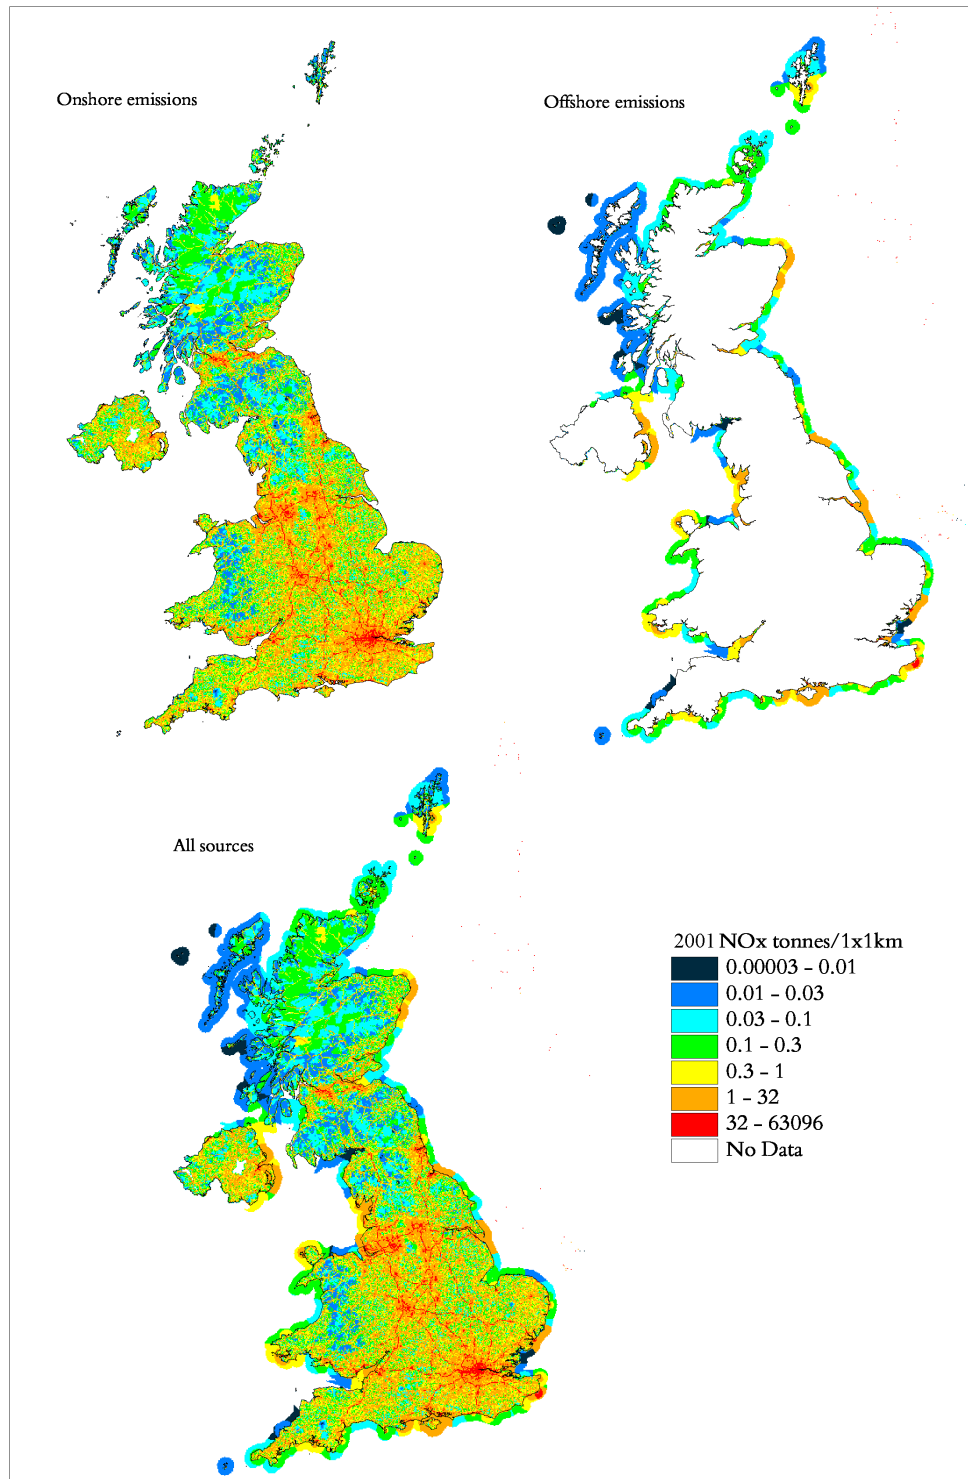 Onshore emissions
Offshore emissions
All sources
2001 NOx tonnes/1x1km
0.00003 – 0.01
0.01 – 0.03
0.03 – 0.1
0.1 – 0.3
0.3 – 1
1 – 32
32 – 63096
No Data